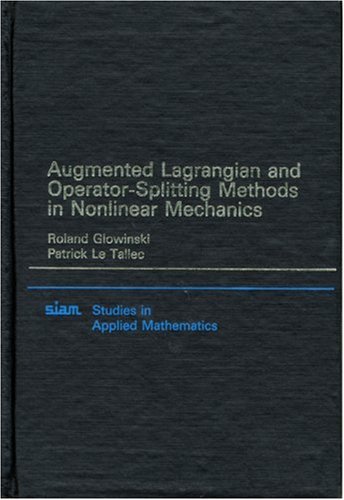 Augmented Lagrangian and
Operator-Splitting Methods
in Nonlinear Mechanics
Roland Glowinski
Patrick Le Tallec
siam Studies in
Applied Mathematics